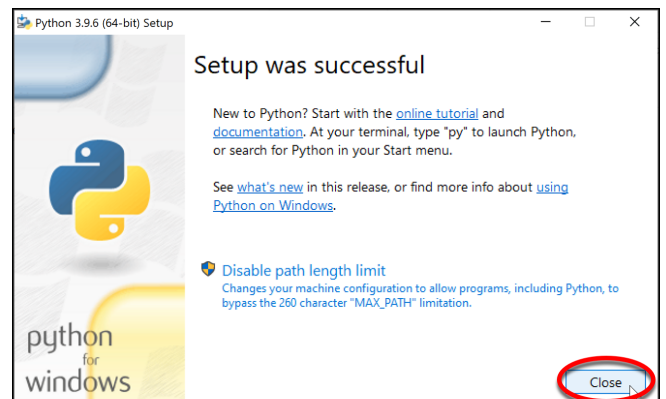 Python 3.9.6 (64-bit) Setup
Setup was successful
New to Python? Start with the online tutorial and
documentation. At your terminal, type "py" to launch Python,
or search for Python in your Start menu.
See what's new in this release, or find more info about using
Python on Windows.
Disable path length limit
Changes your machine configuration to allow programs, including Python, to
bypass the 260 character "MAX_PATH" limitation.
python
for
windows
Close